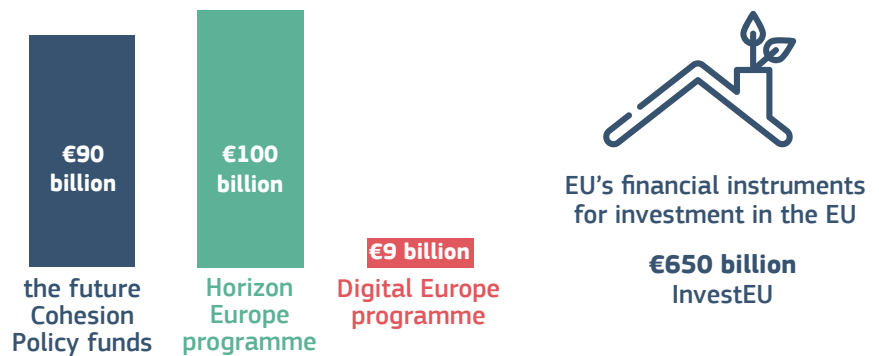 €90
billion
the future
Cohesion
Policy funds
€100
billion
Horizon
Europe
programme
€9 billion
Digital Europe
programme
EU's financial instruments
for investment in the EU
€650 billion
InvestEU